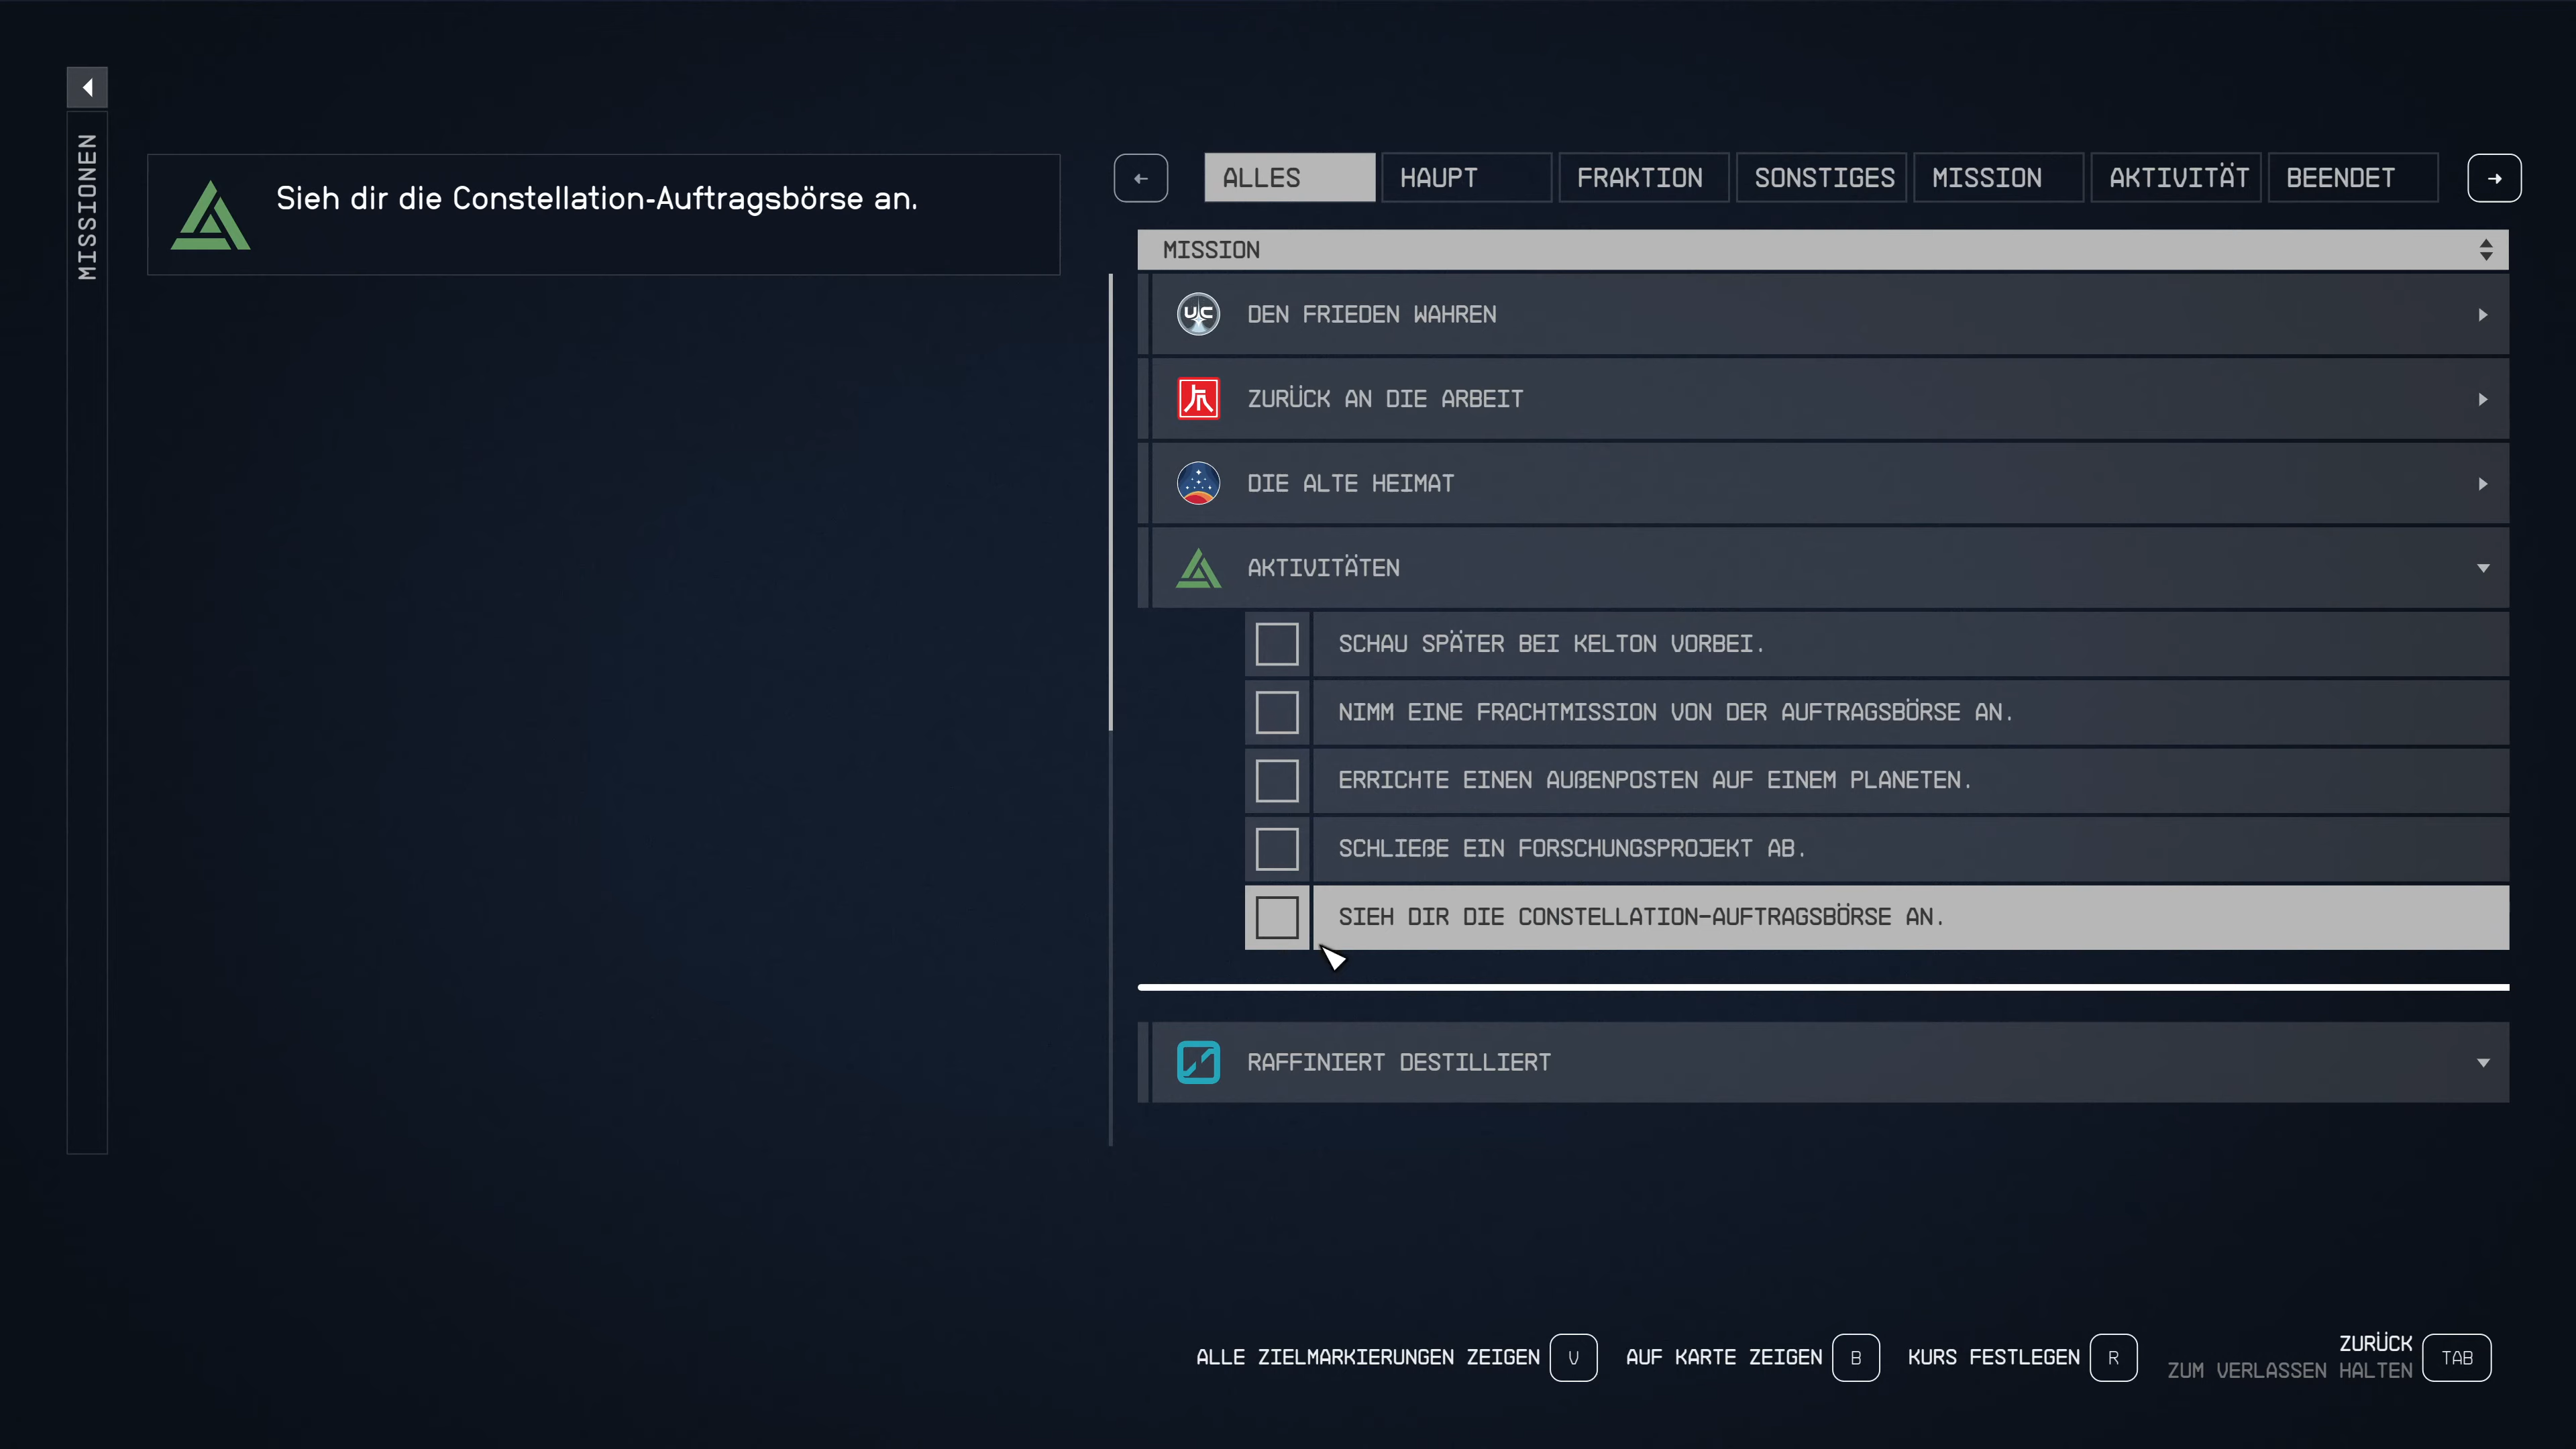 MISSIONEN
Sieh dir die Constellation-Auftragsbörse an.
ALLES
HAUPT
FRAKTION
SONSTIGES
MISSION
AKTIVITÄT
BEENDET
MISSION
UC
DEN FRIEDEN WAHREN
ZURÜCK AN DIE ARBEIT
DIE ALTE HEIMAT
AKTIVITÄTEN
SCHAU SPÄTER BEI KELTON VORBEI.
NIMM EINE FRACHTMISSION VON DER AUFTRAGSBÖRSE AN.
ERRICHTE EINEN AUßENPOSTEN AUF EINEM PLANETEN.
SCHLIEßE EIN FORSCHUNGSPROJEKT AB.
SIEH DIR DIE CONSTELLATION-AUFTRAGSBÖRSE AN.
RAFFINIERT DESTILLIERT
ALLE ZIELMARKIERUNGEN ZEIGEN V
AUF KARTE ZEIGEN B
KURS FESTLEGEN R
ZURÜCK
ZUM VERLASSEN HALTEN
TAB